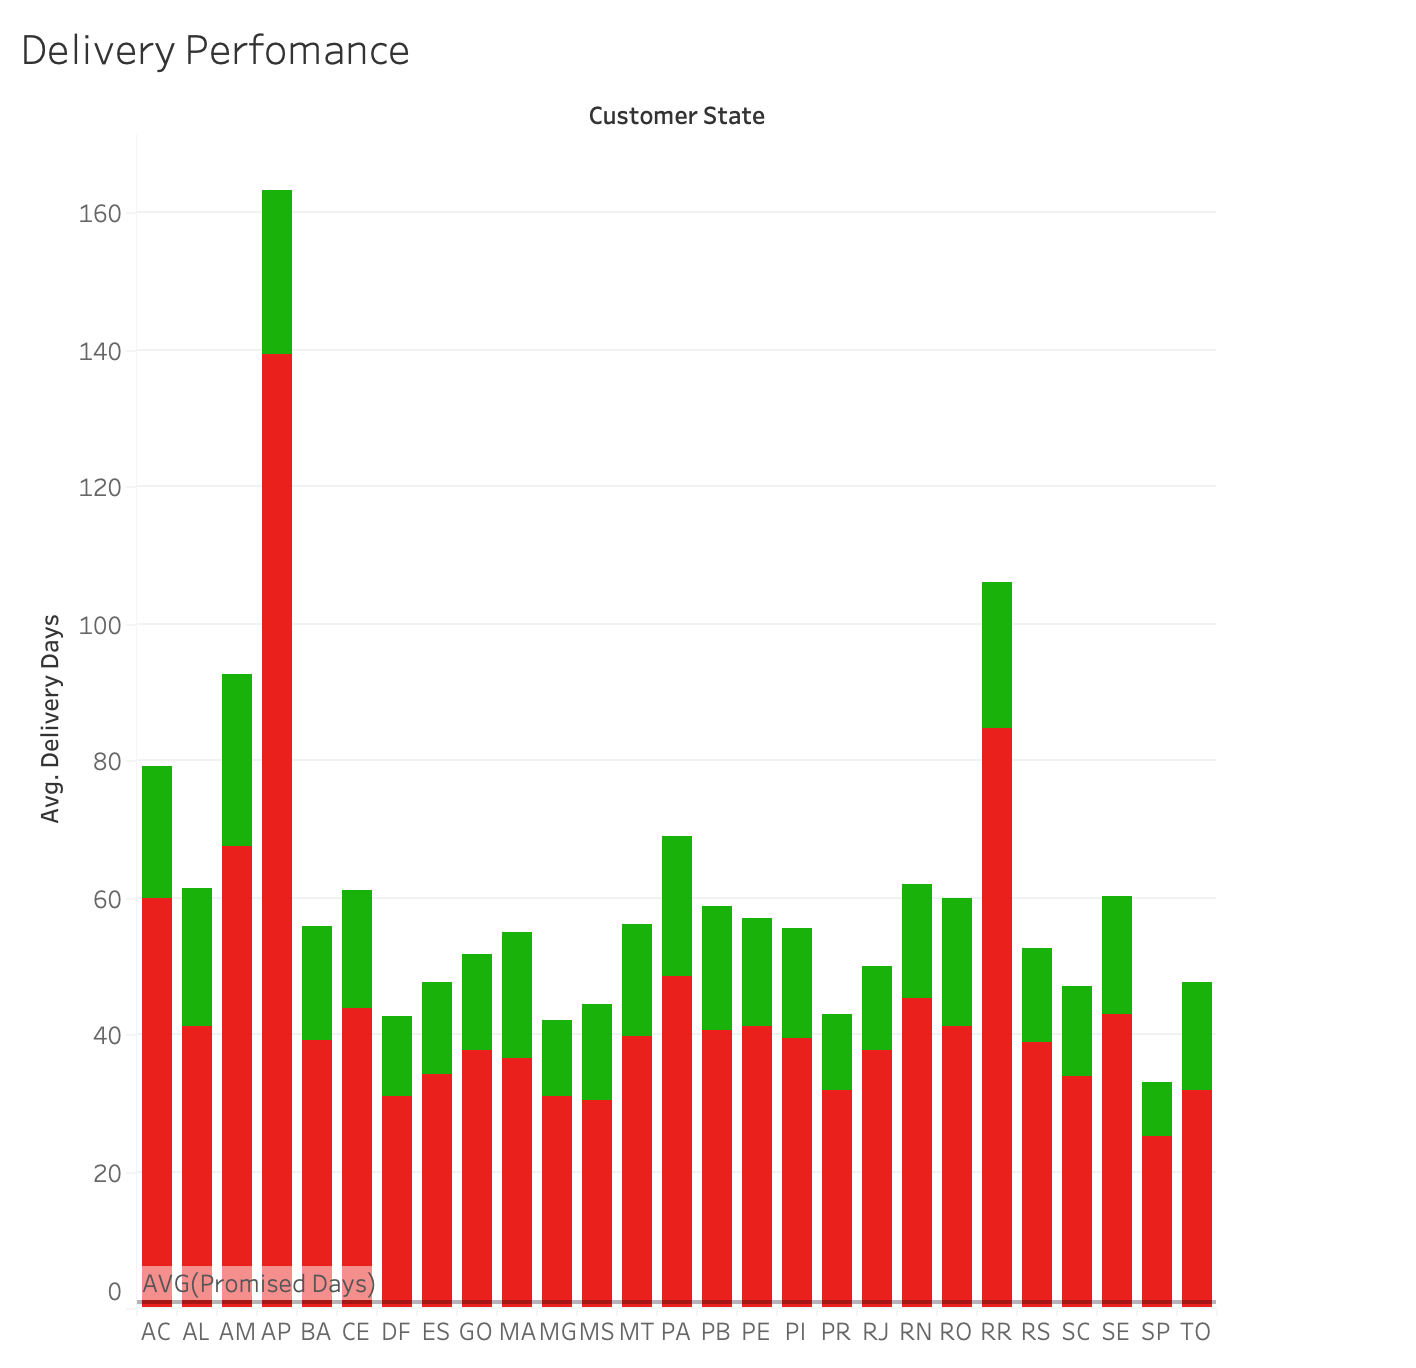 Delivery Perfomance
Customer State
Avg. Delivery Days
160
140
120
100
80
60
40
20
0
AVG(Promised Days)
AC AL AM AP BA CE DF ES GO MA MG MS MT PA PB PE PI PR RJ RN RO RR RS SC SE SP TO